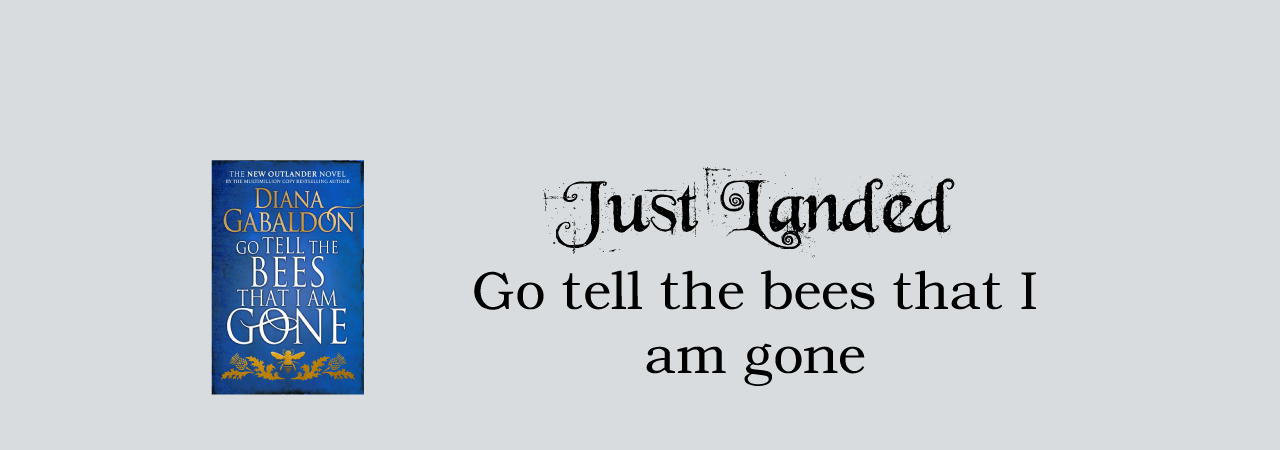 THE NEW OUTLANDER NOVEL
BY THE MULTIMILLION COPY BESTSELLING AUTHOR
DIANA
GABALDON
GO TELL THE
BEES
THAT I AM
GONE
Just Landed
Go tell the bees that I
am gone